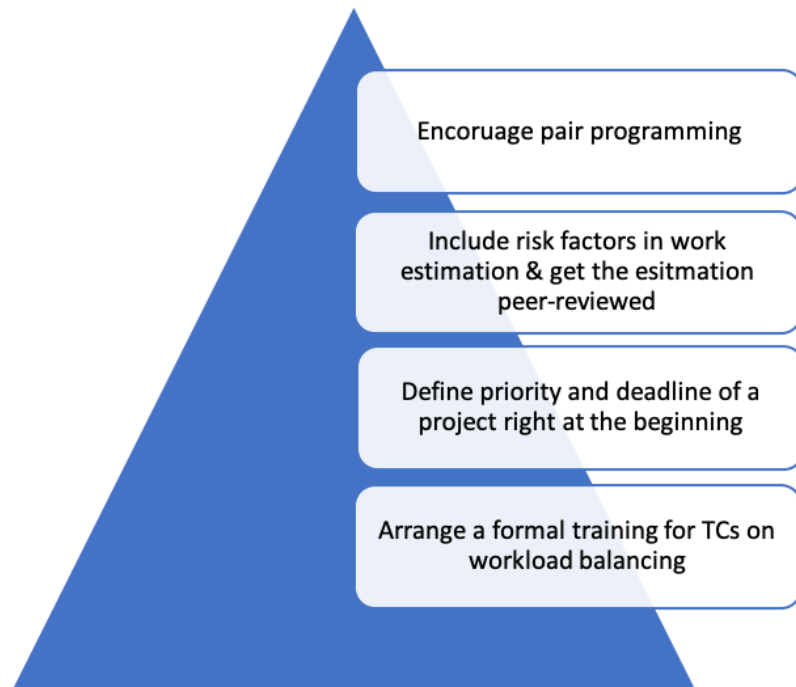 Encoruage pair programming
Include risk factors in work
estimation & get the esitmation
peer-reviewed
Define priority and deadline of a
project right at the beginning
Arrange a formal training for TCs on
workload balancing